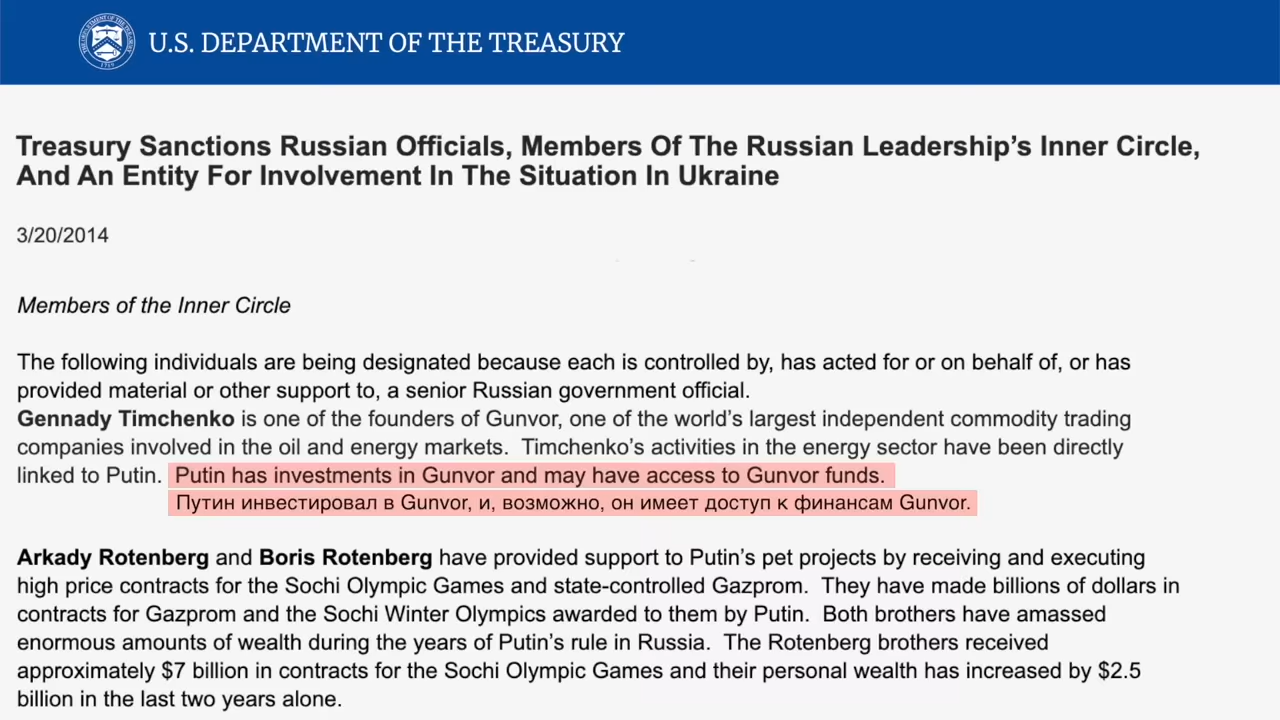 U.S. DEPARTMENT OF THE TREASURY
Treasury Sanctions Russian Officials, Members Of The Russian Leadership’s Inner Circle,
And An Entity For Involvement In The Situation In Ukraine
3/20/2014
Members of the Inner Circle
The following individuals are being designated because each is controlled by, has acted for or on behalf of, or has
provided material or other support to, a senior Russian government official.
Gennady Timchenko is one of the founders of Gunvor, one of the world’s largest independent commodity trading
companies involved in the oil and energy markets.  Timchenko’s activities in the energy sector have been directly
linked to Putin.  Putin has investments in Gunvor and may have access to Gunvor funds.
Путин инвестировал в Gunvor, и, возможно, он имеет доступ к финансам Gunvor.
Arkady Rotenberg and Boris Rotenberg have provided support to Putin’s pet projects by receiving and executing
high price contracts for the Sochi Olympic Games and state-controlled Gazprom.  They have made billions of dollars in
contracts for Gazprom and the Sochi Winter Olympics awarded to them by Putin.  Both brothers have amassed
enormous amounts of wealth during the years of Putin’s rule in Russia.  The Rotenberg brothers received
approximately $7 billion in contracts for the Sochi Olympic Games and their personal wealth has increased by $2.5
billion in the last two years alone.